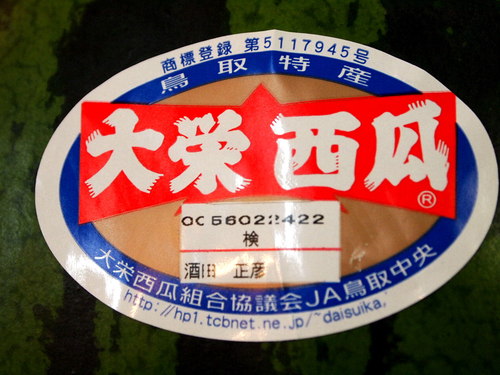 商標登録 第5117945号
鳥取特産
大栄西瓜
®
OC56022422
検
酒田 正彦
大栄西瓜組合協議会JA鳥取中央
http://hp1.tcbnet.ne.jp/~daisuika,